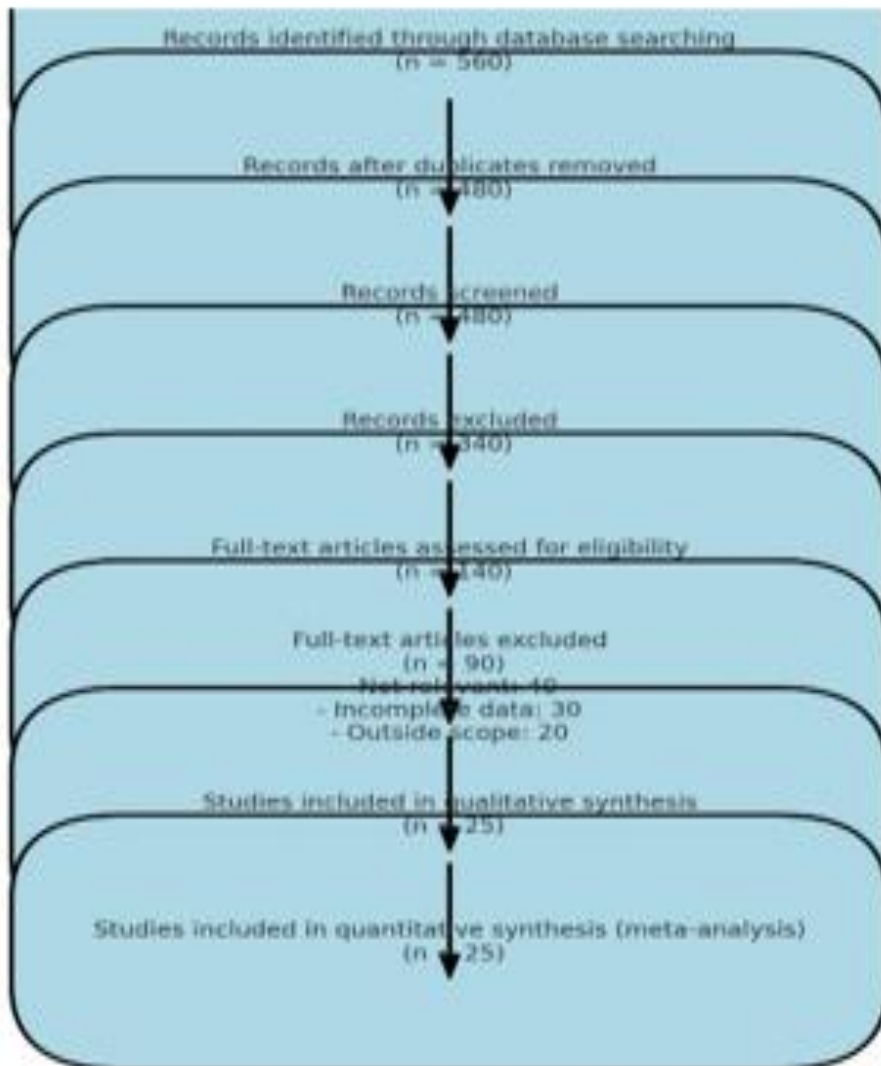 Records identified through database searching
(n = 560)
Records after duplicates removed
(n = 480)
Records screened
(n = 480)
Records excluded
(n = 340)
Full-text articles assessed for eligibility
(n = 140)
Full-text articles excluded
(n = 90)
- Not relevant: 40
- Incomplete data: 30
- Outside scope: 20
Studies included in qualitative synthesis
(n = 25)
Studies included in quantitative synthesis (meta-analysis)
(n = 25)